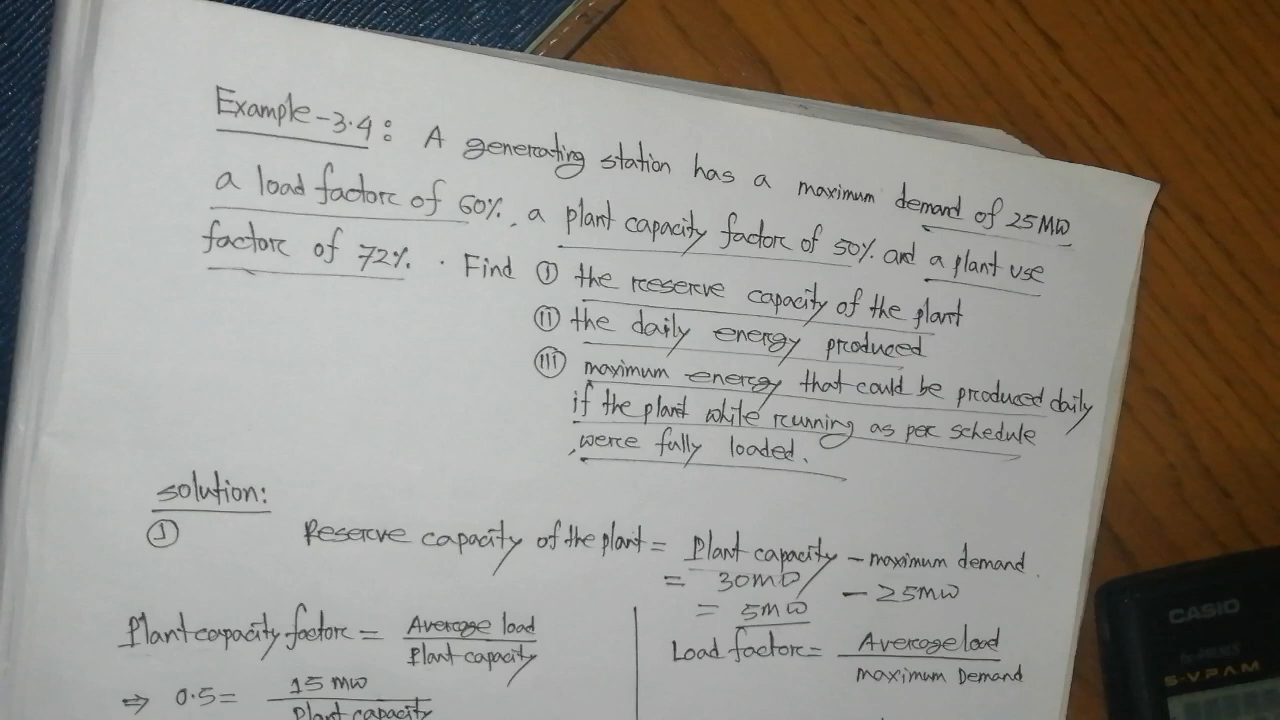 Example-3.4: A generating station has a maximum demand of 25MW
a load factor of 60%, a plant capacity factor of 50% and a plant use
factor of 72%. Find (I) the reserve capacity of the plant
(II) the daily energy produced
(III) maximum energy that could be produced daily
if the plant while running as per schedule
were fully loaded.
solution:
(I) Reserve capacity of the plant = Plant capacity - maximum demand.
= 30MW - 25MW
= 5MW
Plant capacity factor = Average load / Plant capacity
⇒ 0.5 = 15 MW / Plant capacity
Load factor = Average load / maximum Demand
CASIO
S-V.P.A.M.